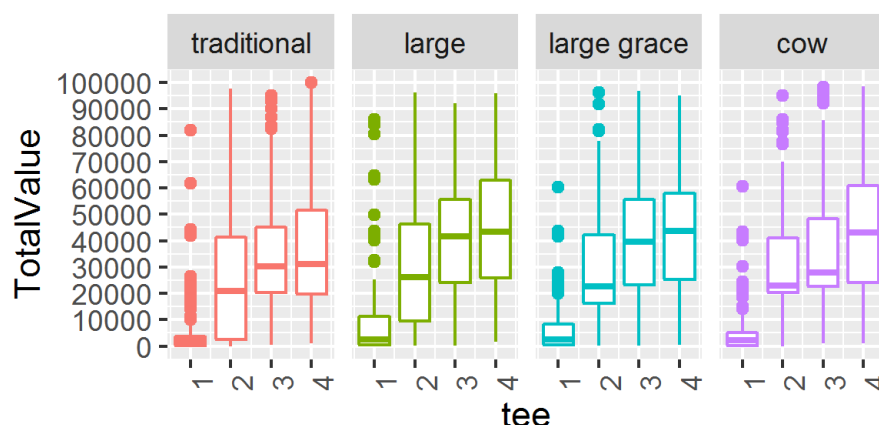 traditional large large grace cow
100000
90000
80000
70000
60000
50000
40000
30000
20000
10000
0
TotalValue
1 2 3 4 1 2 3 4 1 2 3 4 1 2 3 4
tee